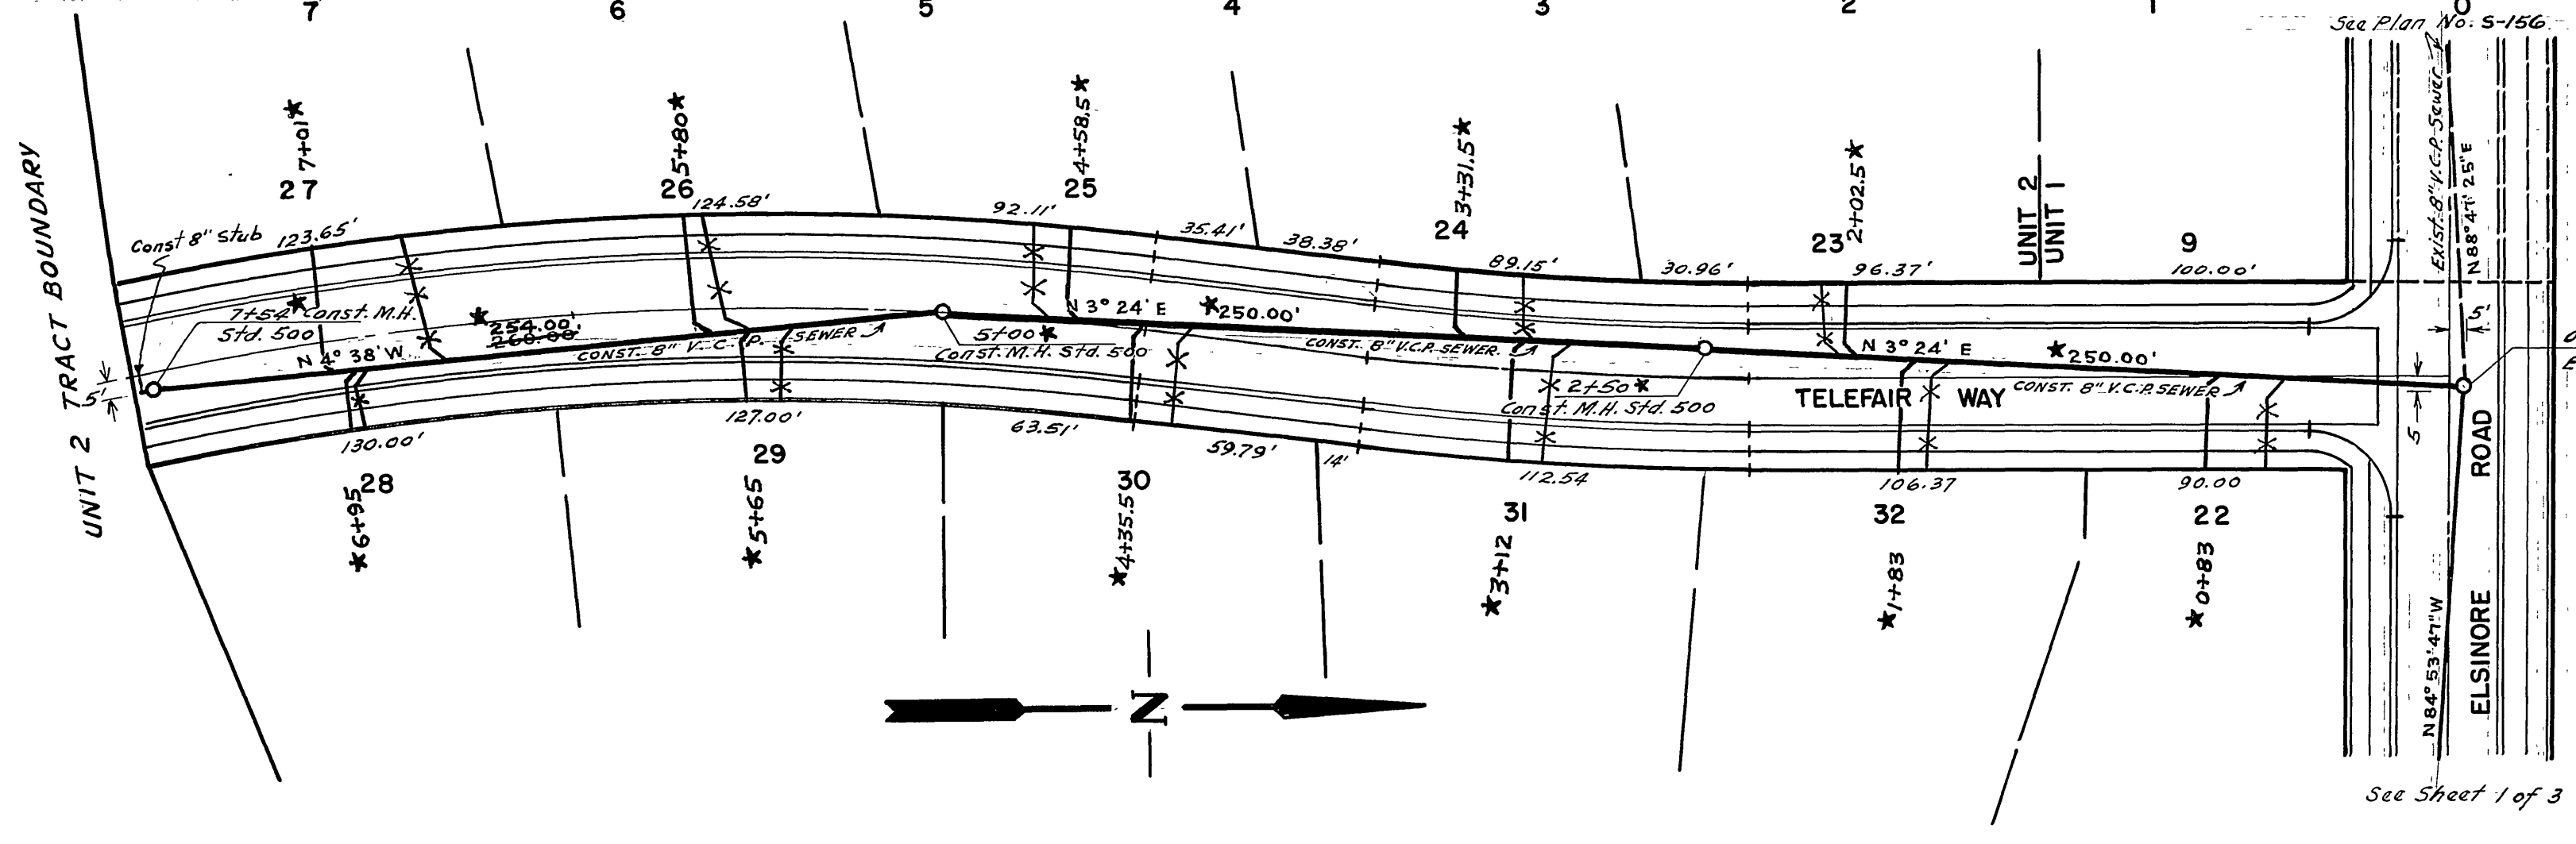 7 6 5 4 3 2 1 0
See Plan No. S-156
UNIT 2 TRACT BOUNDARY
7+01★
5+80★
4+58.5★
3+31.5★
2+02.5★
27
26
25
24
23
9
UNIT 2
UNIT 1
Exist. 8" V.C.P. Sewer
N 88° 47' 25" E
Const 8" Stub
123.65'
124.58'
92.11'
35.41'
38.38'
89.15'
30.96'
96.37'
100.00'
7+54★ Const. M.H.
Std. 500
★254.00'
260.00'
N 4° 38' W
CONST. 8" V.C.P. SEWER
5+00★
Const. M.H. Std. 500
N 3° 24' E
★250.00'
CONST. 8" V.C.P. SEWER
2+50★
Const. M.H. Std. 500
N 3° 24' E
★250.00'
CONST. 8" V.C.P. SEWER
TELEFAIR WAY
5'
5'
5
130.00'
127.00'
63.51'
59.79'
14'
112.54
106.37
90.00
28
29
30
31
32
22
★6+95
★5+65
★4+35.5
★3+12
★1+83
★0+83
N 84° 53' 47" W
ELSINORE ROAD
N
See Sheet 1 of 3